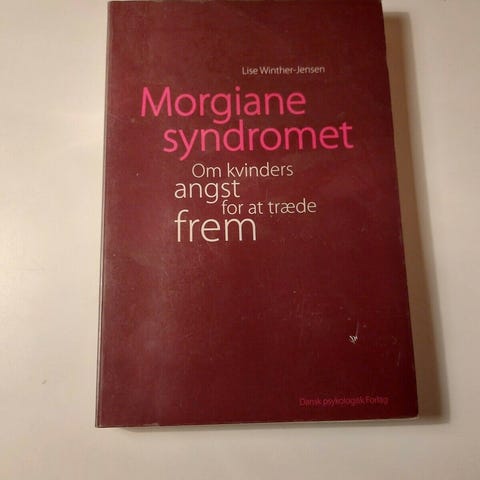 Lise Winther-Jensen
Morgiane
syndromet
Om kvinders
angst
for at træde
frem
Dansk psykologisk Forlag